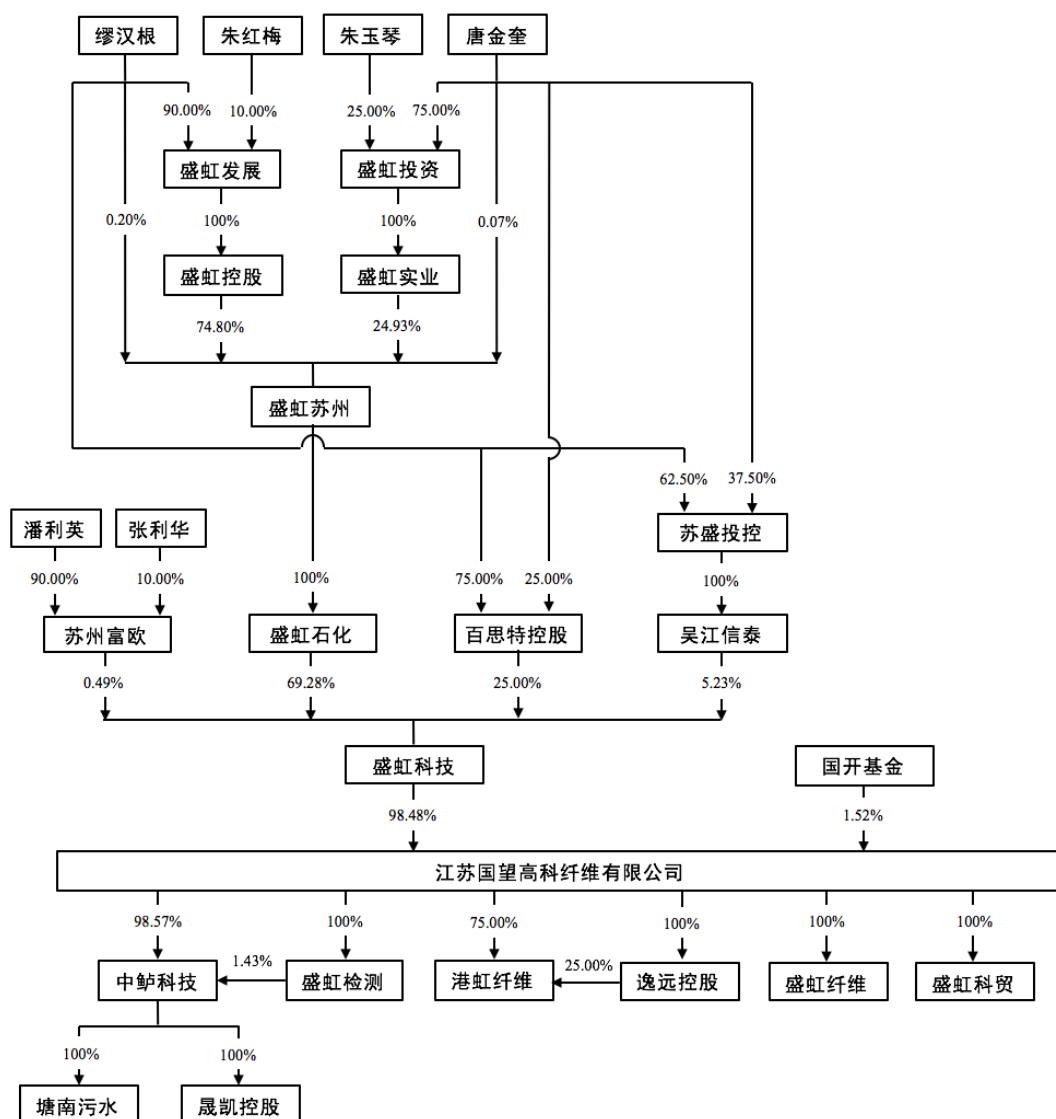 缪汉根 朱红梅 朱玉琴 唐金奎
90.00% 10.00% 25.00% 75.00%
盛虹发展 盛虹投资
0.20% 100% 100% 0.07%
盛虹控股 盛虹实业
74.80% 24.93%
盛虹苏州
62.50% 37.50%
潘利英 张利华 苏盛投控
90.00% 10.00% 100% 75.00% 25.00% 100%
苏州富欧 盛虹石化 百思特控股 吴江信泰
0.49% 69.28% 25.00% 5.23%
盛虹科技 国开基金
98.48% 1.52%
江苏国望高科纤维有限公司
98.57% 100% 75.00% 100% 100% 100%
1.43% 25.00%
中鲈科技 盛虹检测 港虹纤维 逸远控股 盛虹纤维 盛虹科贸
100% 100%
塘南污水 晟凯控股